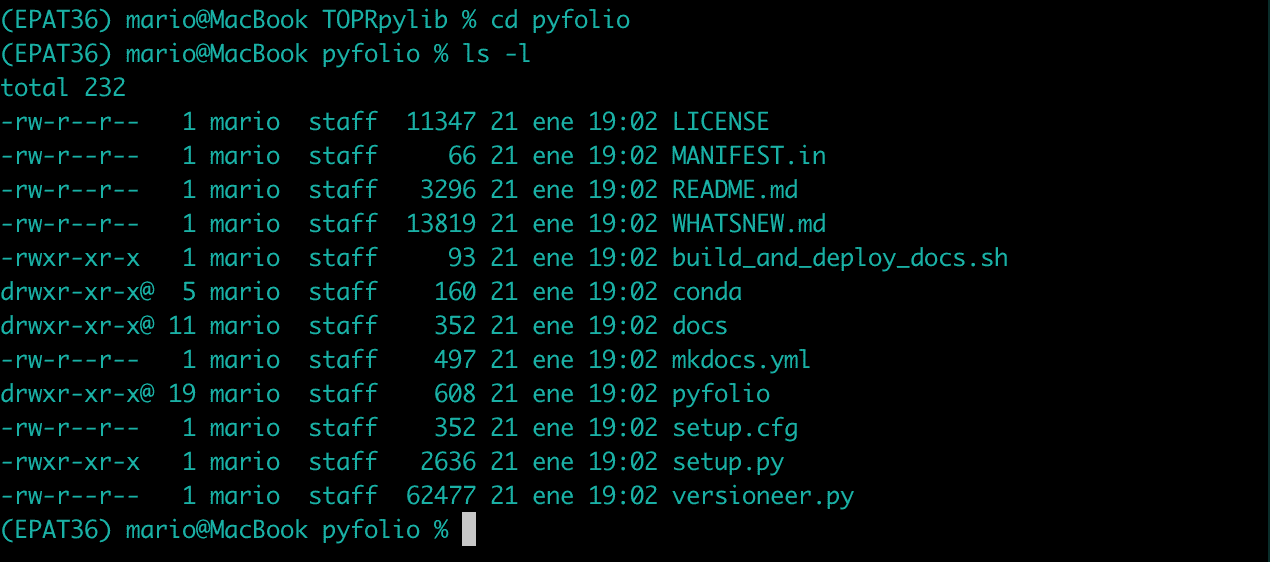 (EPAT36) mario@MacBook TOPRpylib % cd pyfolio
(EPAT36) mario@MacBook pyfolio % ls -l
total 232
-rw-r--r--   1 mario  staff  11347 21 ene 19:02 LICENSE
-rw-r--r--   1 mario  staff     66 21 ene 19:02 MANIFEST.in
-rw-r--r--   1 mario  staff   3296 21 ene 19:02 README.md
-rw-r--r--   1 mario  staff  13819 21 ene 19:02 WHATSNEW.md
-rwxr-xr-x   1 mario  staff     93 21 ene 19:02 build_and_deploy_docs.sh
drwxr-xr-x@  5 mario  staff    160 21 ene 19:02 conda
drwxr-xr-x@ 11 mario  staff    352 21 ene 19:02 docs
-rw-r--r--   1 mario  staff    497 21 ene 19:02 mkdocs.yml
drwxr-xr-x@ 19 mario  staff    608 21 ene 19:02 pyfolio
-rw-r--r--   1 mario  staff    352 21 ene 19:02 setup.cfg
-rwxr-xr-x   1 mario  staff   2636 21 ene 19:02 setup.py
-rw-r--r--   1 mario  staff  62477 21 ene 19:02 versioneer.py
(EPAT36) mario@MacBook pyfolio %